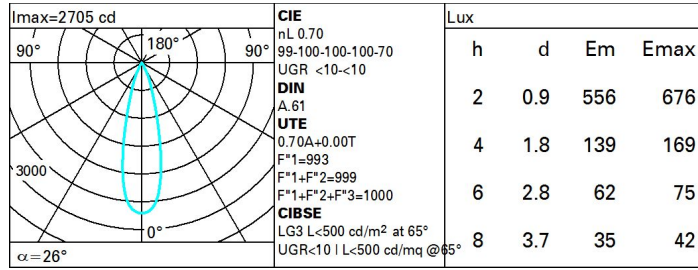 Imax=2705 cd
90° 180° 90°
3000
0°
α=26°
CIE
nL 0.70
99-100-100-100-70
UGR <10-<10
DIN
A.61
UTE
0.70A+0.00T
F"1=993
F"1+F"2=999
F"1+F"2+F"3=1000
CIBSE
LG3 L<500 cd/m² at 65°
UGR<10 | L<500 cd/mq @65°
Lux
h d Em Emax
2 0.9 556 676
4 1.8 139 169
6 2.8 62 75
8 3.7 35 42